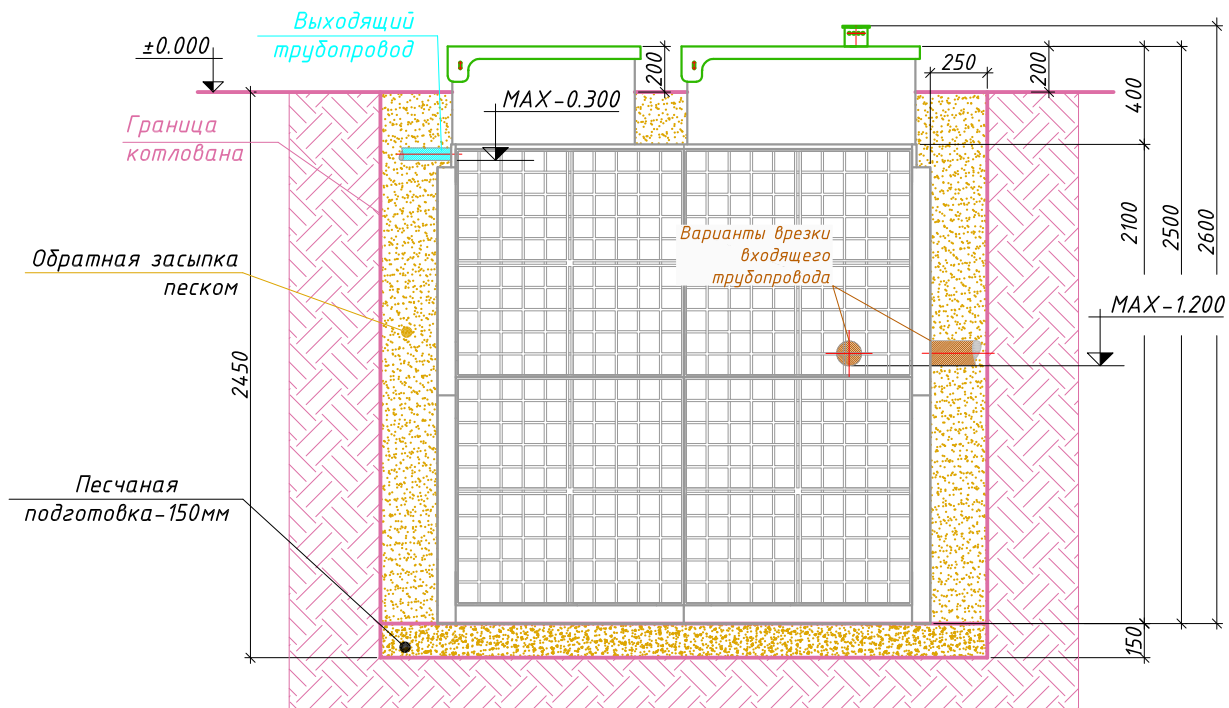 Выходящий
трубопровод
±0.000
MAX-0.300
200
250
200
400
Граница
котлована
2100
2500
2600
Варианты врезки
входящего
трубопровода
Обратная засыпка
песком
MAX-1.200
2450
Песчаная
подготовка-150мм
150